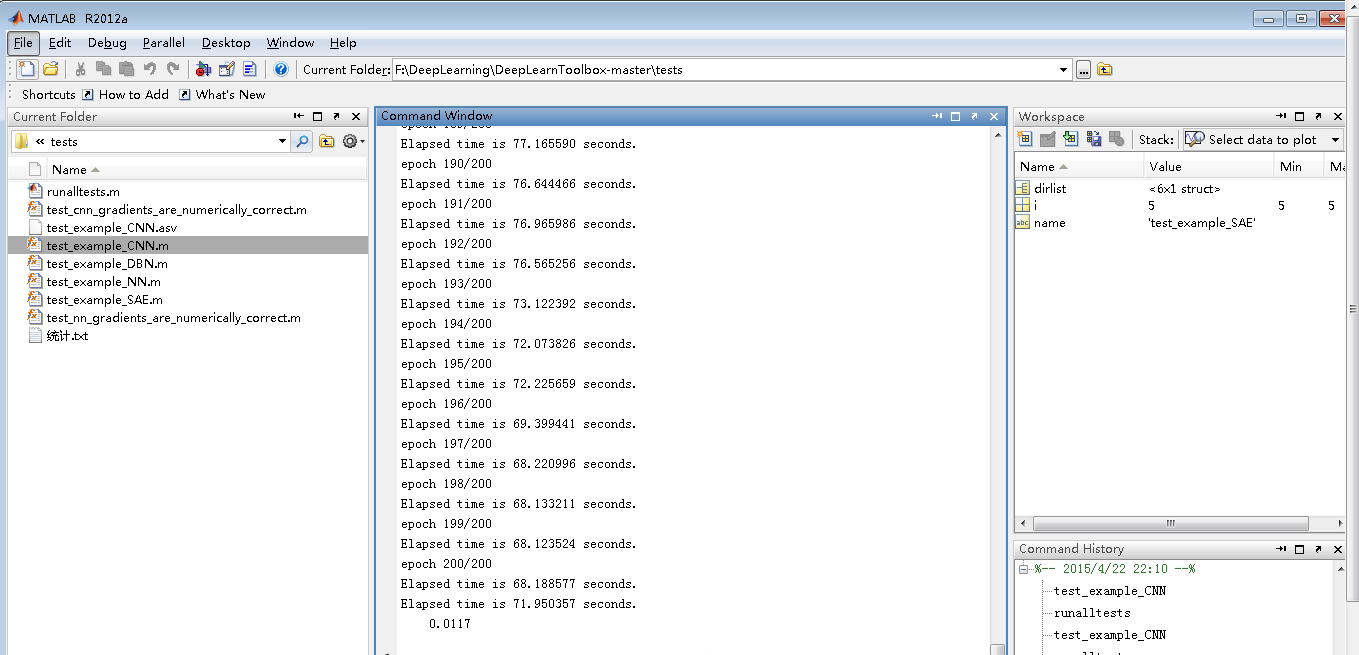 MATLAB R2012a
File Edit Debug Parallel Desktop Window Help
Current Folder: F:\DeepLearning\DeepLearnToolbox-master\tests
Shortcuts How to Add What's New
Current Folder
« tests
Name
runalltests.m
test_cnn_gradients_are_numerically_correct.m
test_example_CNN.asv
test_example_CNN.m
test_example_DBN.m
test_example_NN.m
test_example_SAE.m
test_nn_gradients_are_numerically_correct.m
统计.txt
Command Window
Elapsed time is 77.165590 seconds.
epoch 190/200
Elapsed time is 76.644466 seconds.
epoch 191/200
Elapsed time is 76.965986 seconds.
epoch 192/200
Elapsed time is 76.565256 seconds.
epoch 193/200
Elapsed time is 73.122392 seconds.
epoch 194/200
Elapsed time is 72.073826 seconds.
epoch 195/200
Elapsed time is 72.225659 seconds.
epoch 196/200
Elapsed time is 69.399441 seconds.
epoch 197/200
Elapsed time is 68.220996 seconds.
epoch 198/200
Elapsed time is 68.133211 seconds.
epoch 199/200
Elapsed time is 68.123524 seconds.
epoch 200/200
Elapsed time is 68.188577 seconds.
Elapsed time is 71.950357 seconds.
0.0117
Workspace
Stack: Select data to plot
Name Value Min Ma
dirlist <6x1 struct>
i 5 5 5
name 'test_example_SAE'
Command History
%-- 2015/4/22 22:10 --%
test_example_CNN
runalltests
test_example_CNN